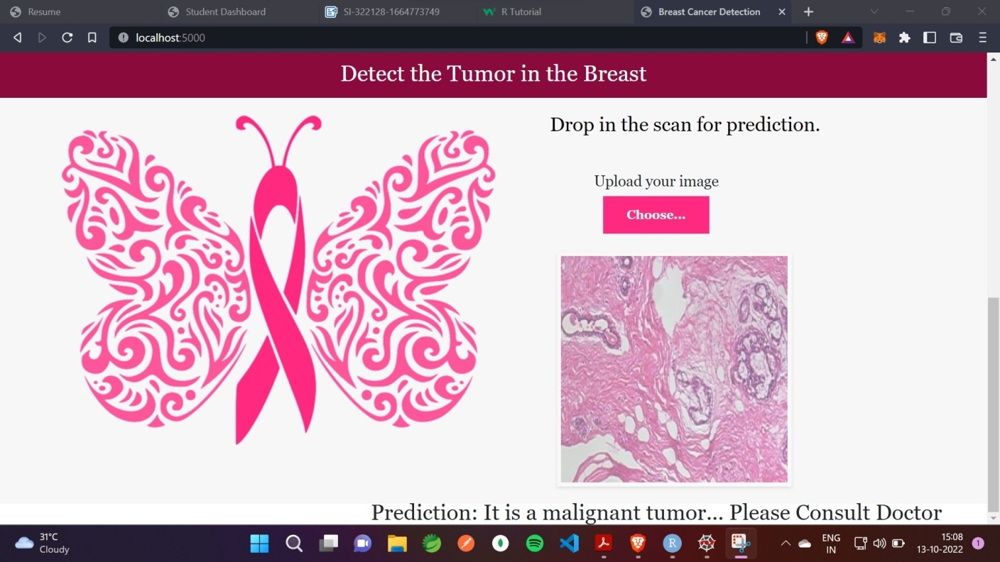 Resume
Student Dashboard
SI-322128-1664773749
R Tutorial
Breast Cancer Detection
localhost:5000
Detect the Tumor in the Breast
Drop in the scan for prediction.
Upload your image
Choose...
Prediction: It is a malignant tumor... Please Consult Doctor
31°C
Cloudy
ENG
IN
15:08
13-10-2022
1